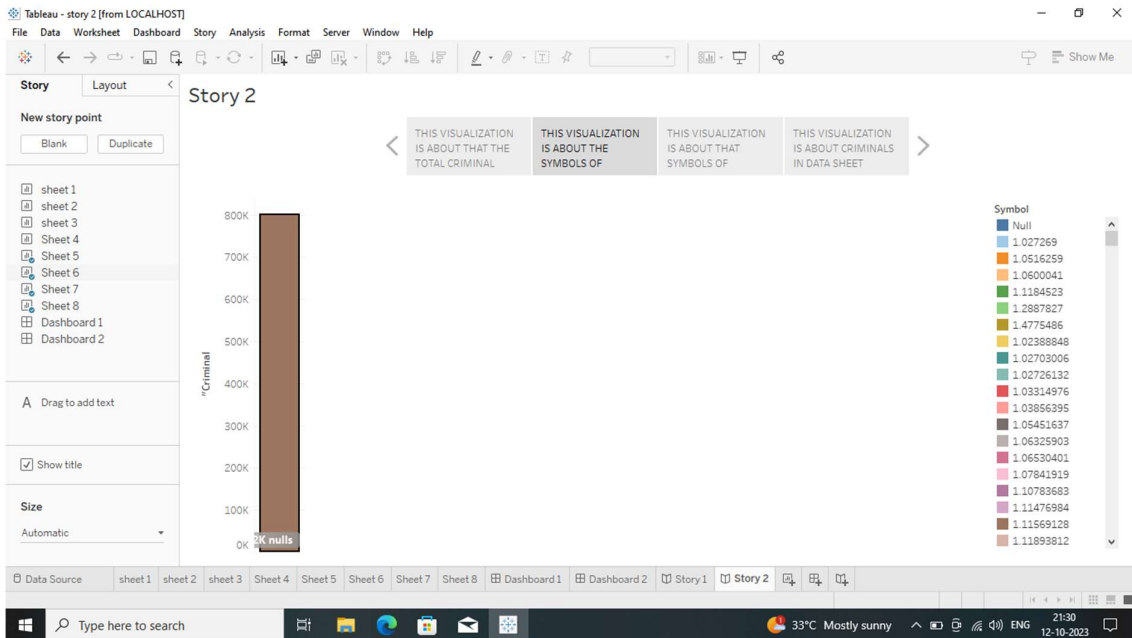 Tableau - story 2 [from LOCALHOST]
File Data Worksheet Dashboard Story Analysis Format Server Window Help
Show Me
Story Layout
Story 2
New story point
Blank Duplicate
THIS VISUALIZATION
IS ABOUT THAT THE
TOTAL CRIMINAL
THIS VISUALIZATION
IS ABOUT THE
SYMBOLS OF
THIS VISUALIZATION
IS ABOUT THAT
SYMBOLS OF
THIS VISUALIZATION
IS ABOUT CRIMINALS
IN DATA SHEET
sheet 1
sheet 2
sheet 3
Sheet 4
Sheet 5
Sheet 6
Sheet 7
Sheet 8
Dashboard 1
Dashboard 2
A Drag to add text
Show title
Size
Automatic
"Criminal
800K
700K
600K
500K
400K
300K
200K
100K
0K
2K nulls
Symbol
Null
1.027269
1.0516259
1.0600041
1.1184523
1.2887827
1.4775486
1.02388848
1.02703006
1.02726132
1.03314976
1.03856395
1.05451637
1.06325903
1.06530401
1.07841919
1.10783683
1.11476984
1.11569128
1.11893812
Data Source sheet 1 sheet 2 sheet 3 Sheet 4 Sheet 5 Sheet 6 Sheet 7 Sheet 8 Dashboard 1 Dashboard 2 Story 1 Story 2
Type here to search
33°C Mostly sunny
ENG
21:30
12-10-2023